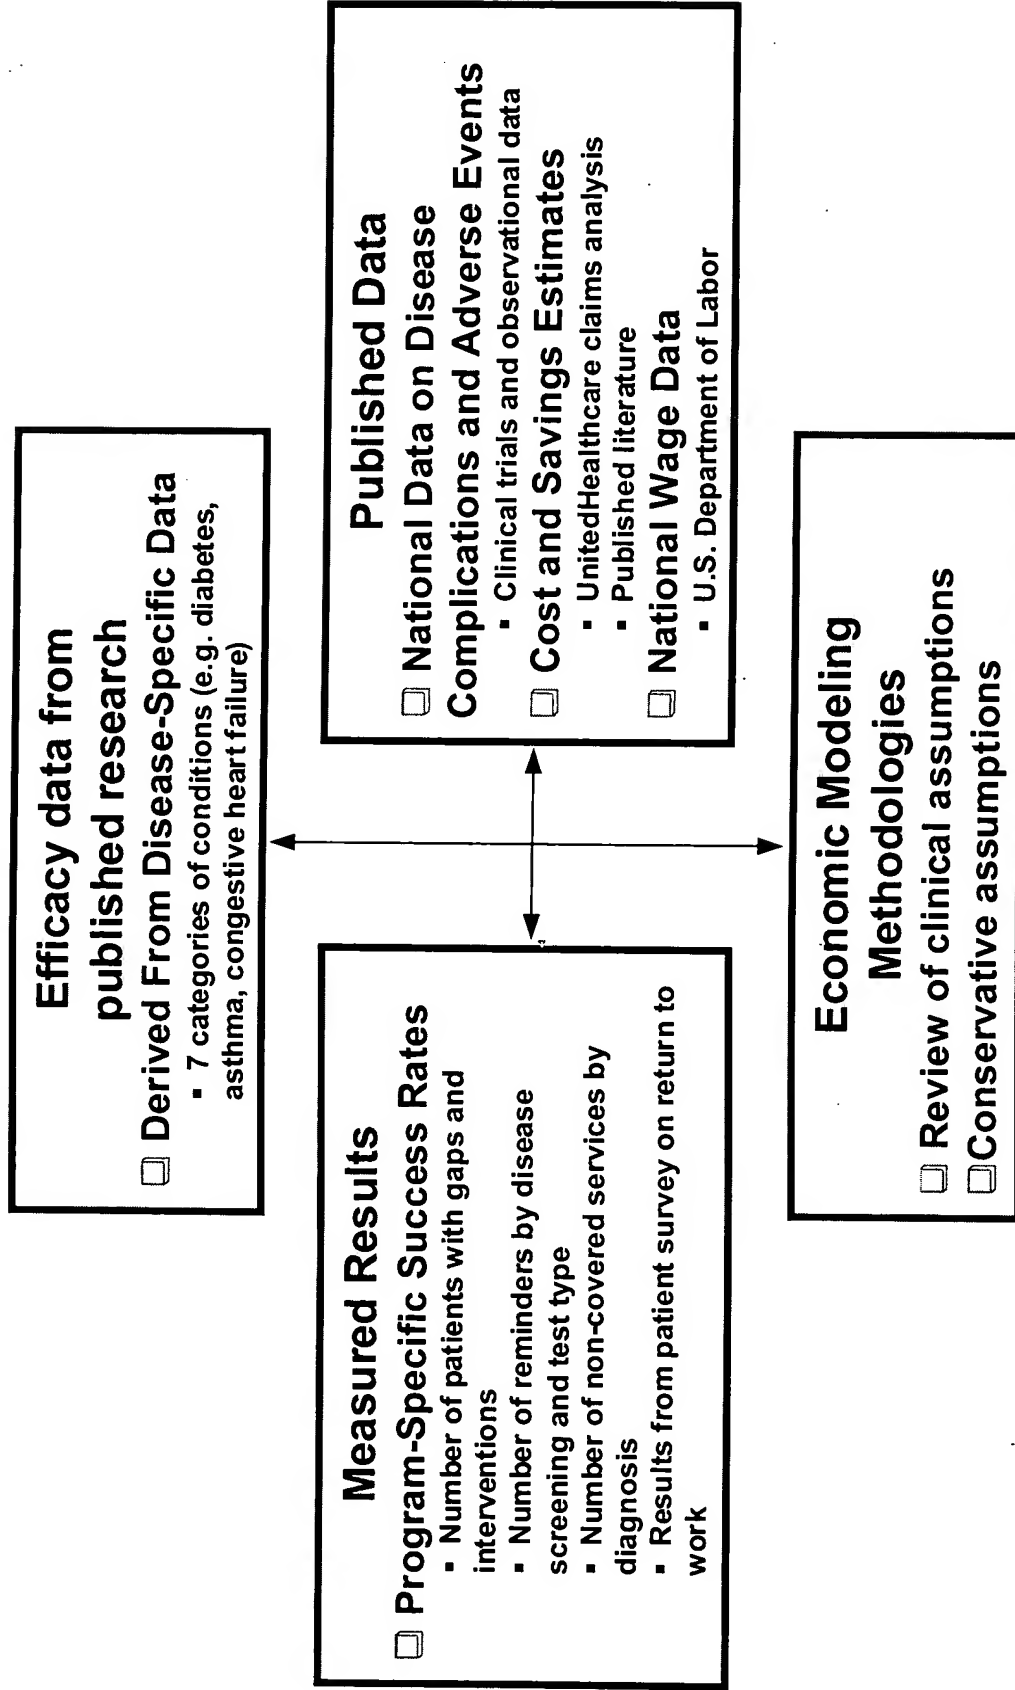 Efficacy data from
published research
❑ Derived From Disease-Specific Data
▪ 7 categories of conditions (e.g. diabetes,
asthma, congestive heart failure)
Measured Results
❑ Program-Specific Success Rates
▪ Number of patients with gaps and
interventions
▪ Number of reminders by disease
screening and test type
▪ Number of non-covered services by
diagnosis
▪ Results from patient survey on return to
work
Published Data
❑ National Data on Disease
Complications and Adverse Events
▪ Clinical trials and observational data
❑ Cost and Savings Estimates
▪ UnitedHealthcare claims analysis
▪ Published literature
❑ National Wage Data
▪ U.S. Department of Labor
Economic Modeling
Methodologies
❑ Review of clinical assumptions
❑ Conservative assumptions